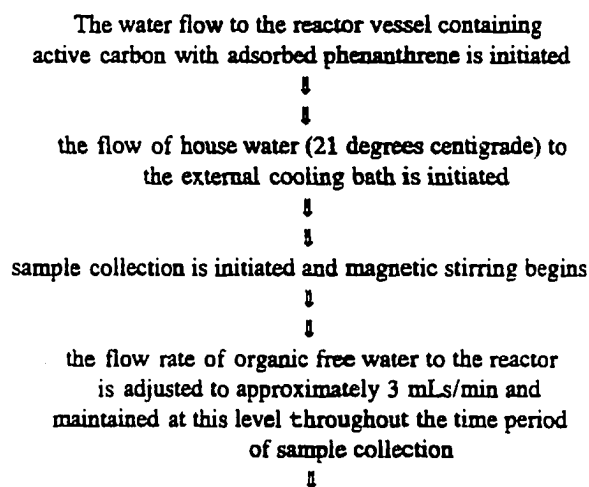 The water flow to the reactor vessel containing
active carbon with adsorbed phenanthrene is initiated
⇓
⇓
the flow of house water (21 degrees centigrade) to
the external cooling bath is initiated
⇓
⇓
sample collection is initiated and magnetic stirring begins
⇓
⇓
the flow rate of organic free water to the reactor
is adjusted to approximately 3 mLs/min and
maintained at this level throughout the time period
of sample collection
⇓